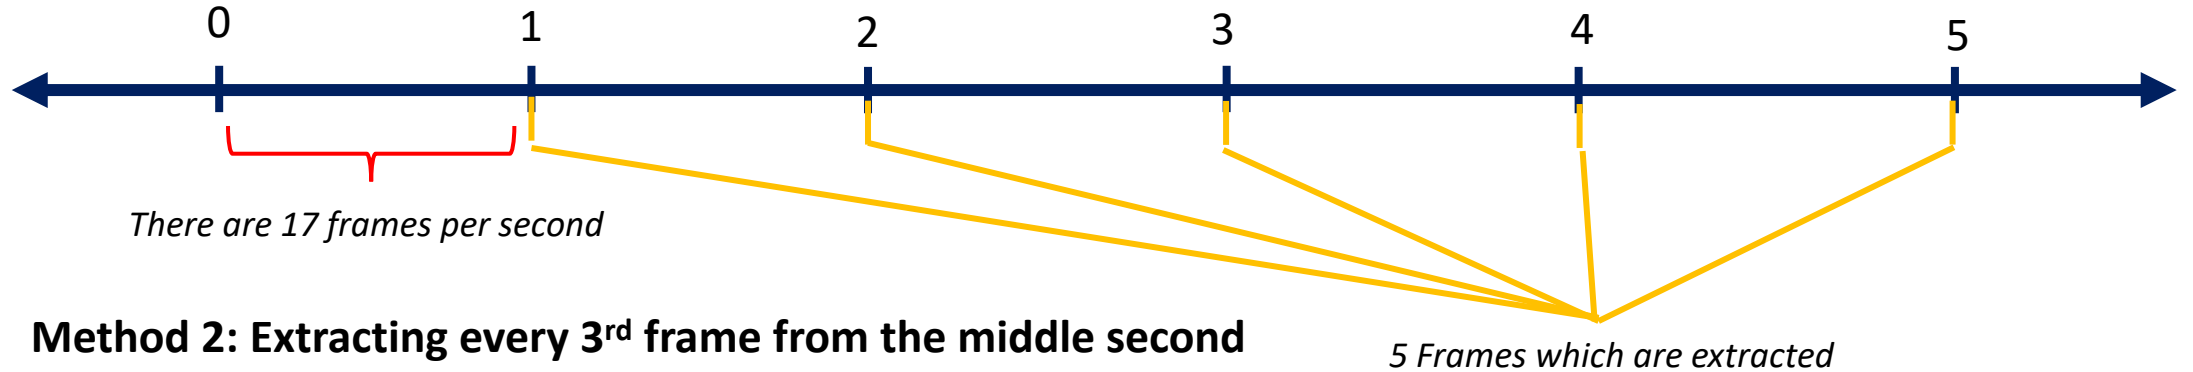 0 1 2 3 4 5
There are 17 frames per second
Method 2: Extracting every 3rd frame from the middle second
5 Frames which are extracted